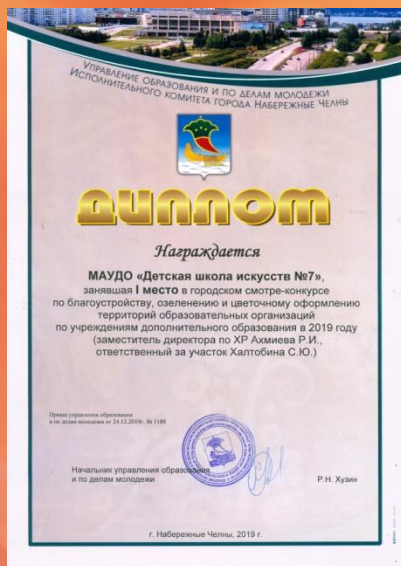 Управление образования и по делам молодежи
Исполнительного комитета города Набережные Челны
ДИПЛОМ
Награждается
МАУДО «Детская школа искусств №7»,
занявшая I место в городском смотре-конкурсе
по благоустройству, озеленению и цветочному оформлению
территорий образовательных организаций
по учреждениям дополнительного образования в 2019 году
(заместитель директора по ХР Ахмиева Р.И.,
ответственный за участок Халтобина С.Ю.)
Приказ управления образования
и по делам молодежи от 24.12.2019г. № 1189
Начальник управления образования
и по делам молодежи
Р.Н. Хузин
г. Набережные Челны, 2019 г.